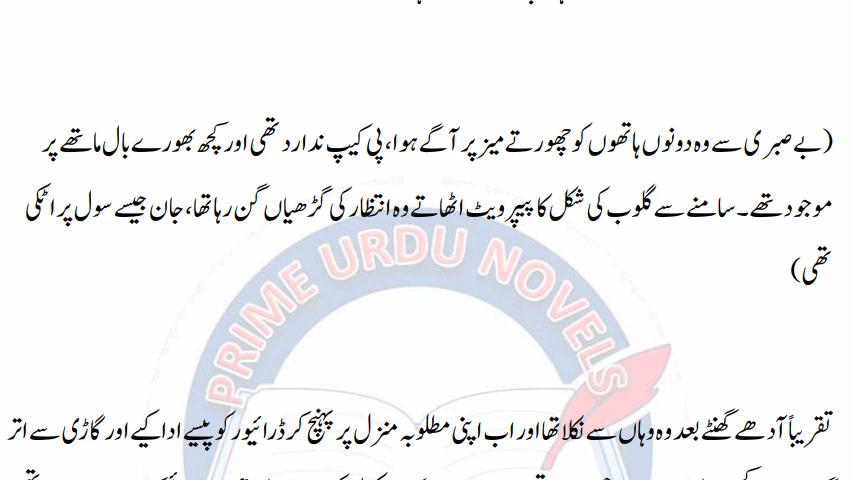 (بے صبری سے وہ دونوں ہاتھوں کو چھورتے میز پر آگے ہوا، پی کیپ ندارد تھی اور کچھ بھورے بال ماتھے پر
موجود تھے۔ سامنے سے گلوب کی شکل کا پیپر ویٹ اٹھاتے وہ انتظار کی گڑھیاں گن رہا تھا، جان جیسے سول پر اٹکی
تھی)
PRIME URDU NOVELS
تقریباً آدھے گھنٹے بعد وہ وہاں سے نکلا تھا اور اب اپنی مطلوبہ منزل پر پہنچ کر ڈرائیور کو پیسے ادا کیے اور گاڑی سے اتر